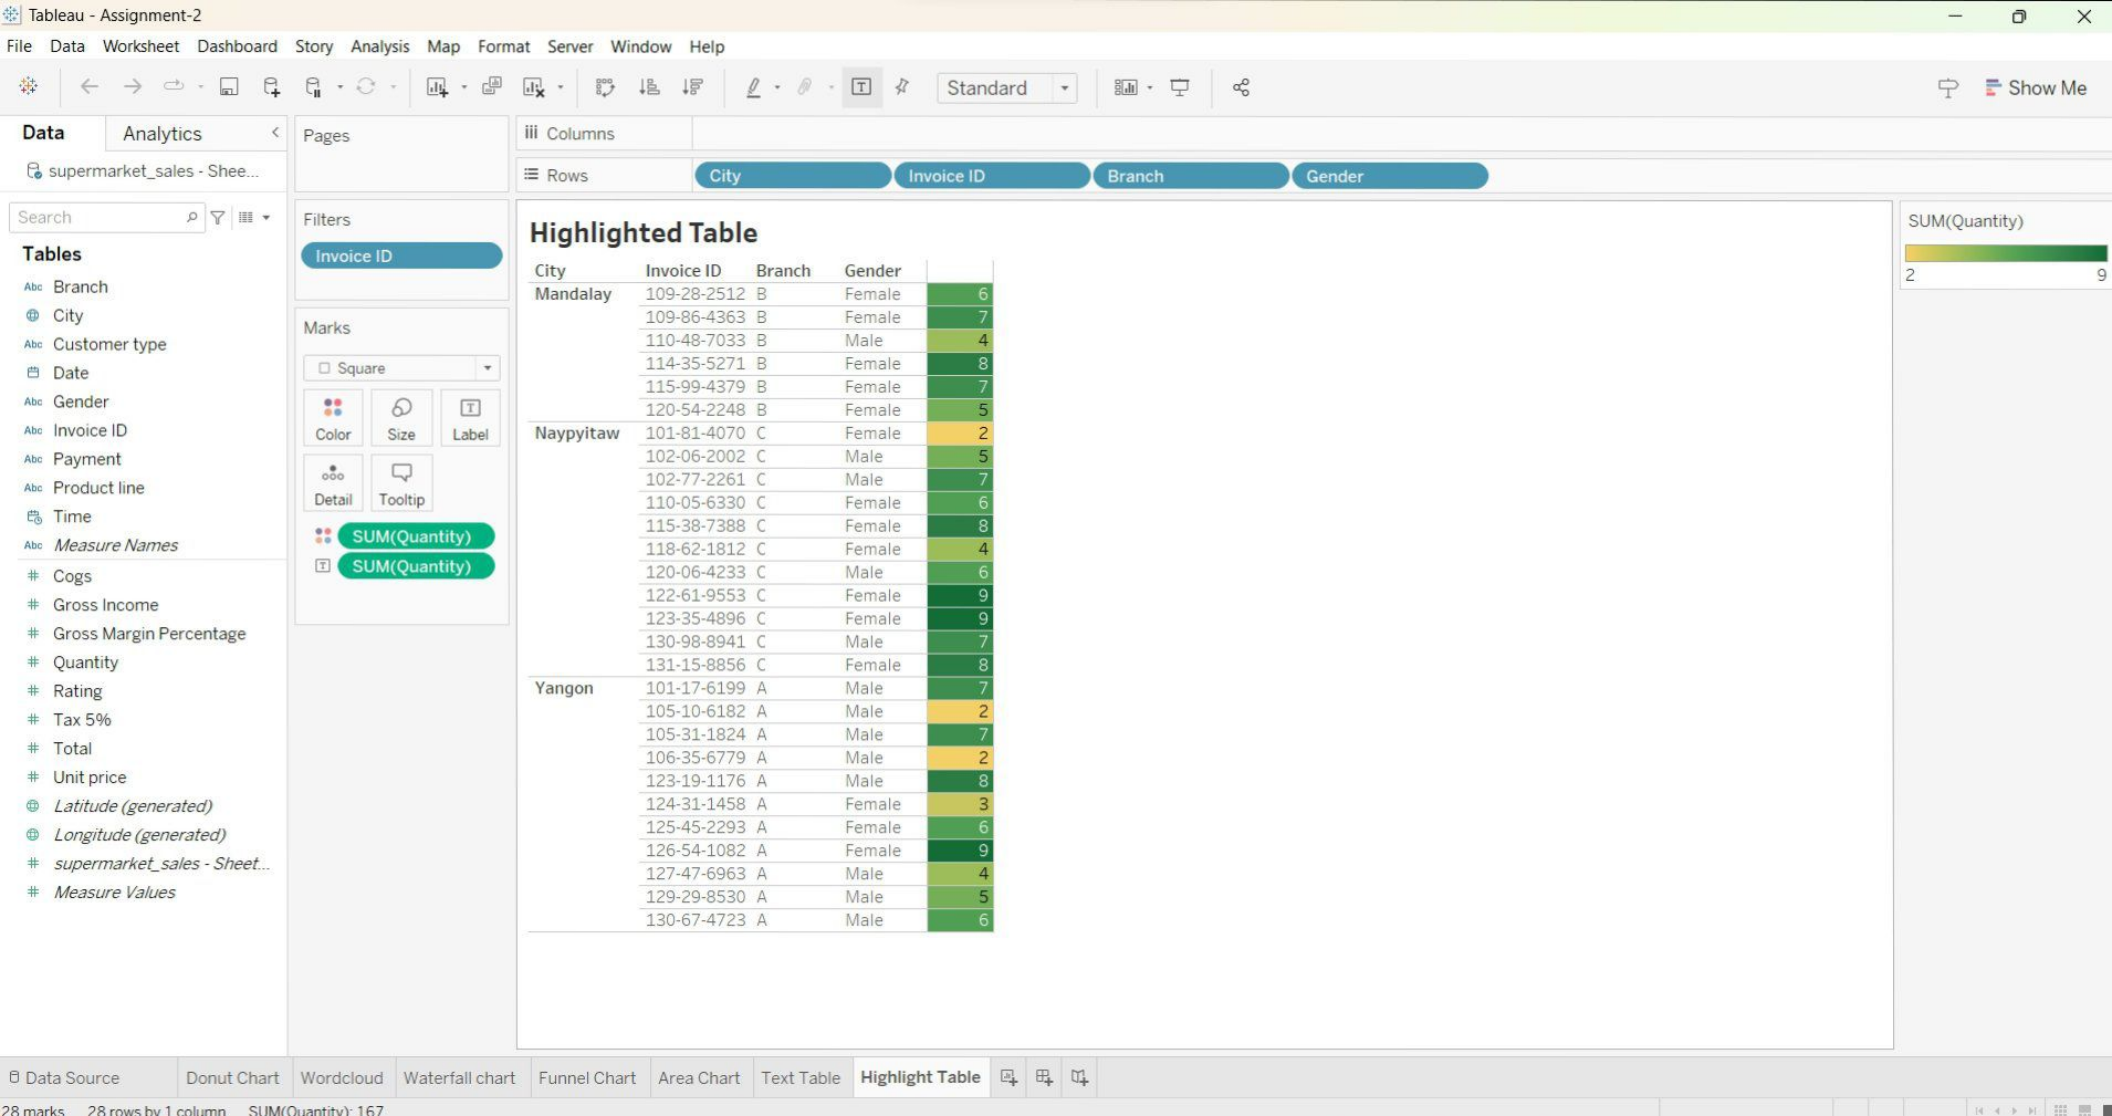 Tableau - Assignment-2
File Data Worksheet Dashboard Story Analysis Map Format Server Window Help
Standard
Show Me
Data Analytics
supermarket_sales - Shee...
Search
Tables
Abc Branch
City
Abc Customer type
Date
Abc Gender
Abc Invoice ID
Abc Payment
Abc Product line
Time
Abc Measure Names
# Cogs
# Gross Income
# Gross Margin Percentage
# Quantity
# Rating
# Tax 5%
# Total
# Unit price
Latitude (generated)
Longitude (generated)
# supermarket_sales - Sheet...
# Measure Values
Pages
Filters
Invoice ID
Marks
Square
Color Size Label
Detail Tooltip
SUM(Quantity)
SUM(Quantity)
Columns
Rows City Invoice ID Branch Gender
Highlighted Table
City Invoice ID Branch Gender
Mandalay 109-28-2512 B Female 6
109-86-4363 B Female 7
110-48-7033 B Male 4
114-35-5271 B Female 8
115-99-4379 B Female 7
120-54-2248 B Female 5
Naypyitaw 101-81-4070 C Female 2
102-06-2002 C Male 5
102-77-2261 C Male 7
110-05-6330 C Female 6
115-38-7388 C Female 8
118-62-1812 C Female 4
120-06-4233 C Male 6
122-61-9553 C Female 9
123-35-4896 C Female 9
130-98-8941 C Male 7
131-15-8856 C Female 8
Yangon 101-17-6199 A Male 7
105-10-6182 A Male 2
105-31-1824 A Male 7
106-35-6779 A Male 2
123-19-1176 A Male 8
124-31-1458 A Female 3
125-45-2293 A Female 6
126-54-1082 A Female 9
127-47-6963 A Male 4
129-29-8530 A Male 5
130-67-4723 A Male 6
SUM(Quantity)
2 9
Data Source Donut Chart Wordcloud Waterfall chart Funnel Chart Area Chart Text Table Highlight Table
28 marks 28 rows by 1 column SUM(Quantity): 167